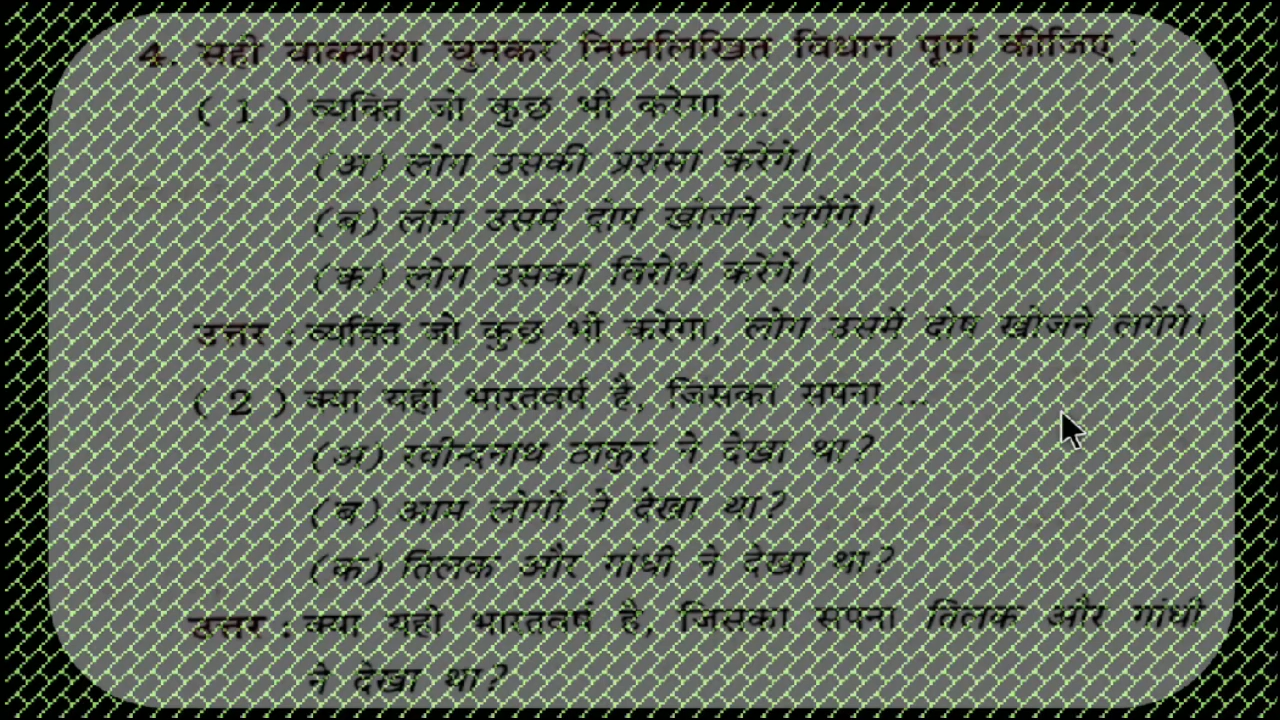 4. सही वाक्यांश चुनकर निम्नलिखित विधान पूर्ण कीजिए :
( 1 ) व्यक्ति जो कुछ भी करेगा ...
(अ) लोग उसकी प्रशंसा करेंगे।
(ब) लोग उसमें दोष खोजने लगेंगे।
(क) लोग उसका विरोध करेंगे।
उत्तर : व्यक्ति जो कुछ भी करेगा, लोग उसमें दोष खोजने लगेंगे।
( 2 ) क्या यही भारतवर्ष है, जिसका सपना ...
(अ) रवीन्द्रनाथ ठाकुर ने देखा था?
(ब) आम लोगों ने देखा था?
(क) तिलक और गांधी ने देखा था?
उत्तर : क्या यही भारतवर्ष है, जिसका सपना तिलक और गांधी
ने देखा था?